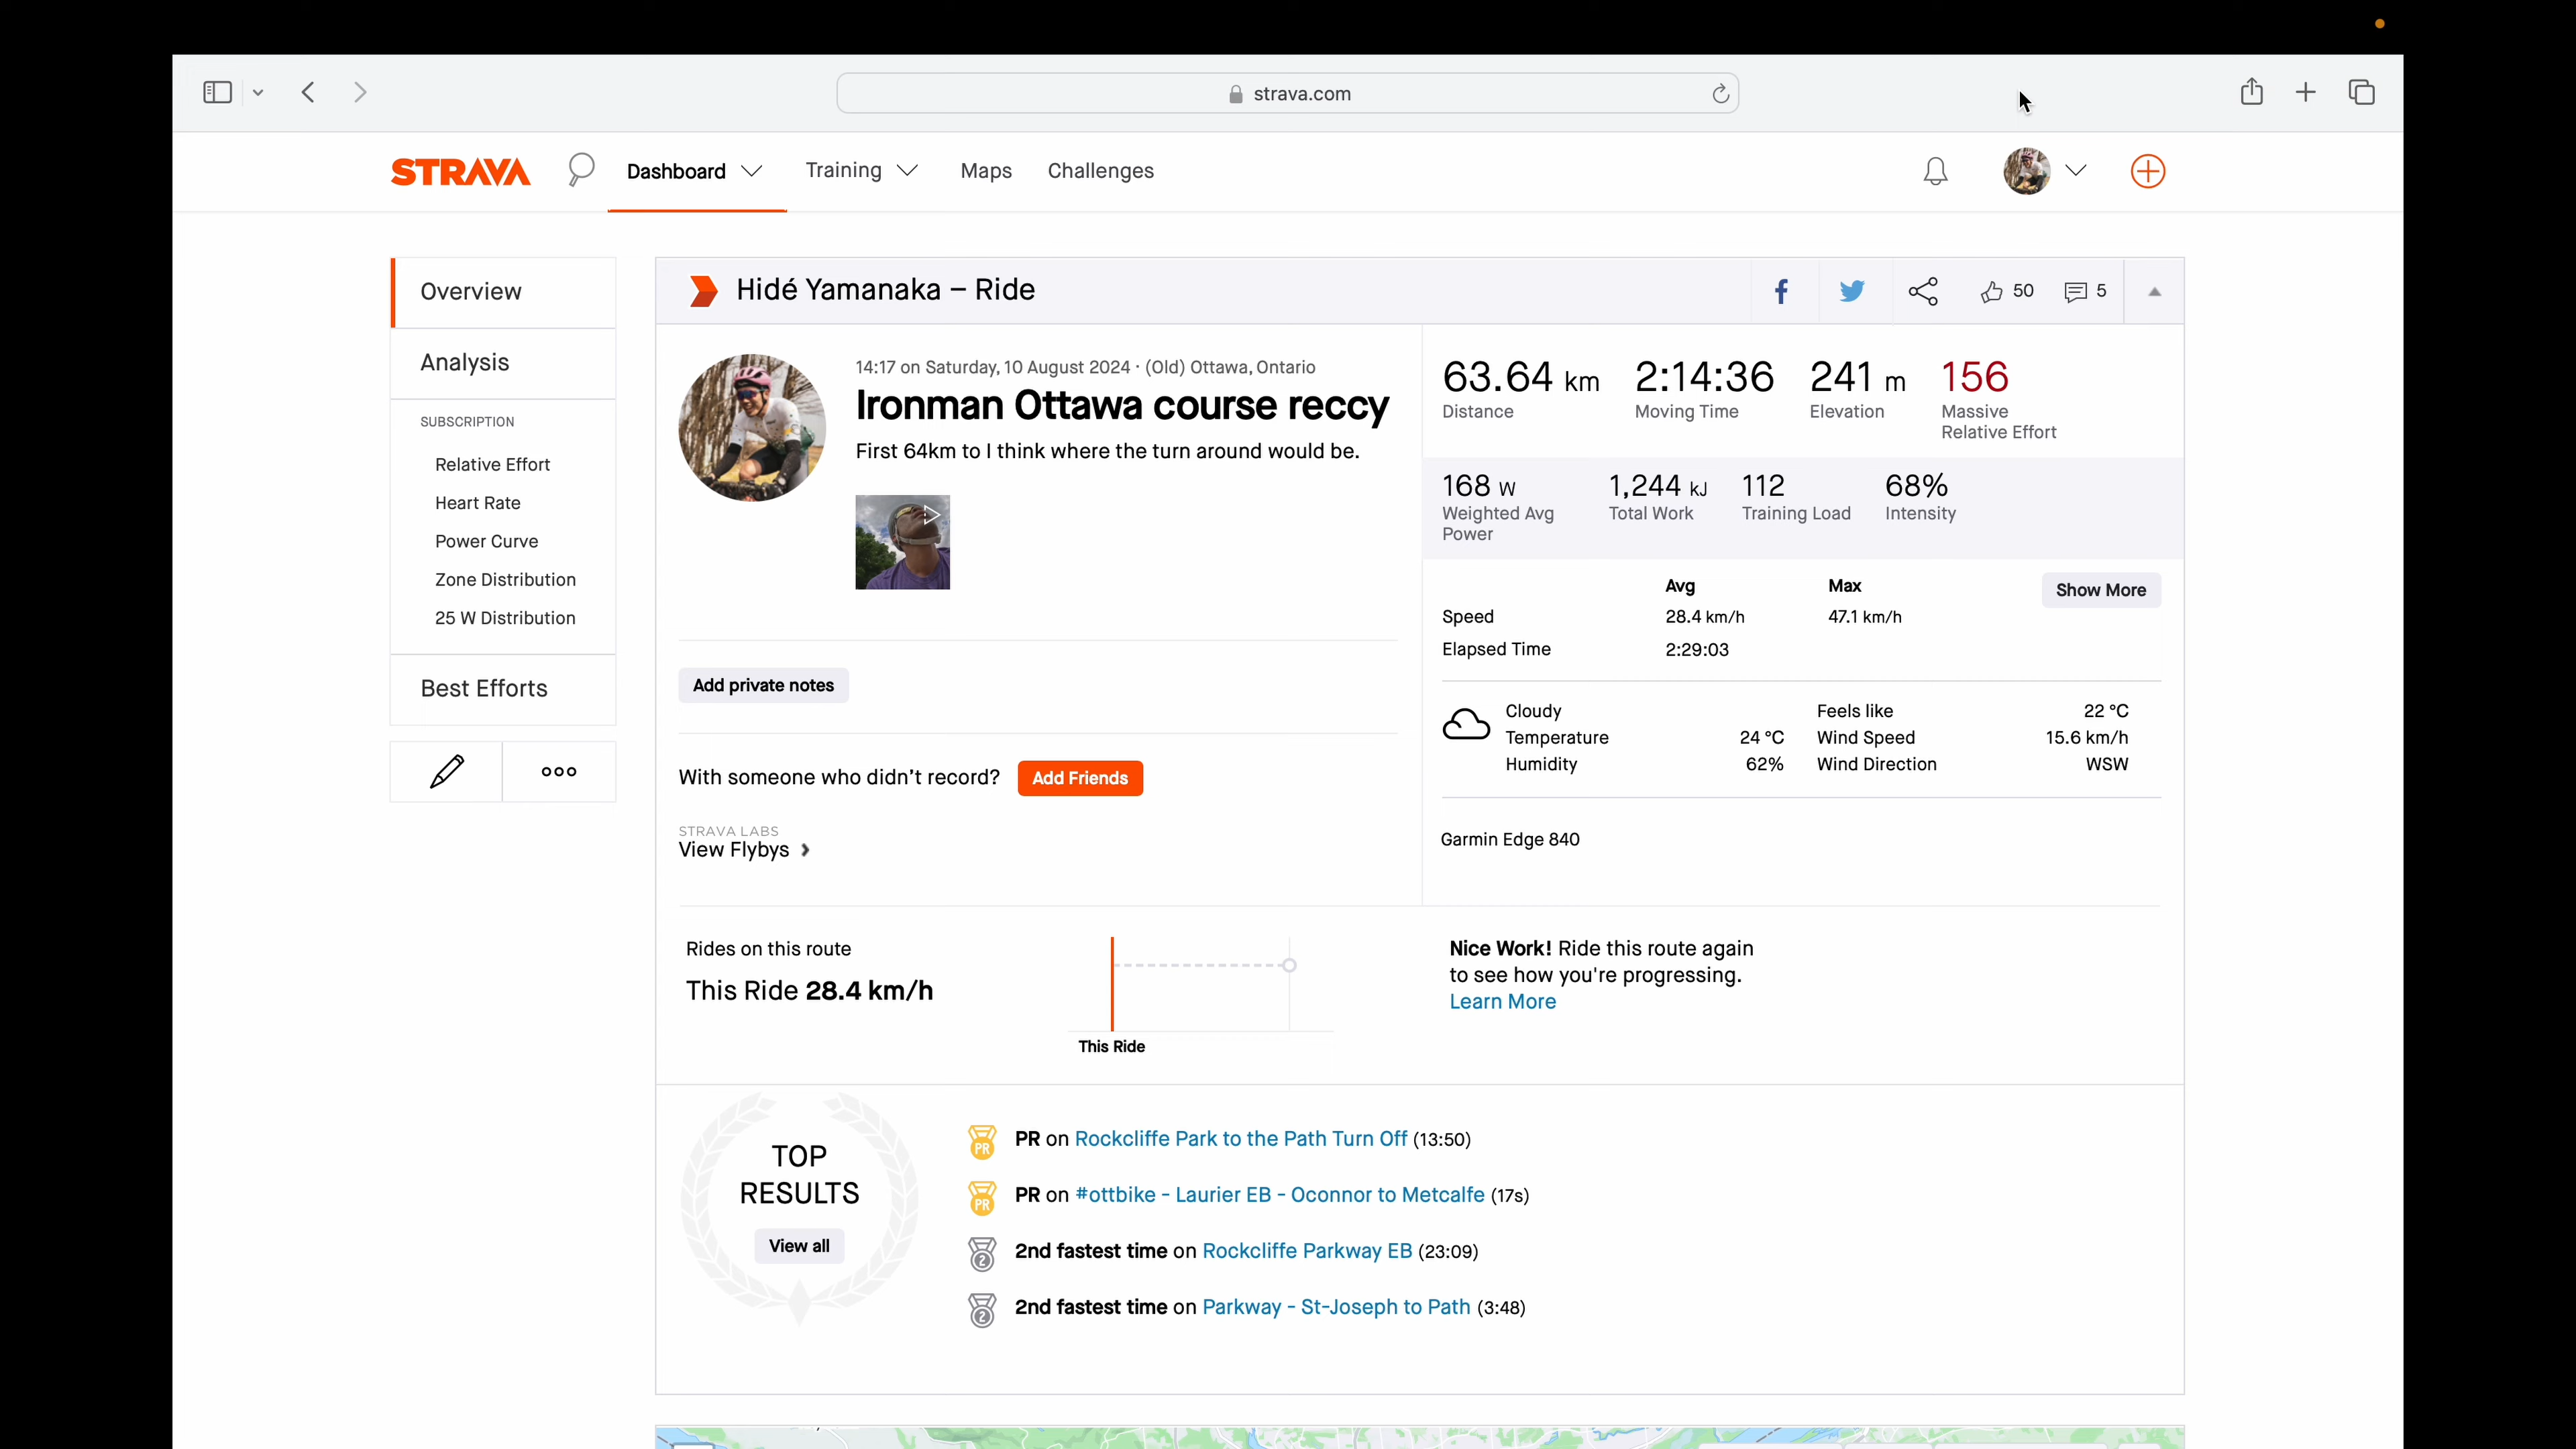 strava.com
STRAVA Dashboard Training Maps Challenges
Overview
Analysis
SUBSCRIPTION
Relative Effort
Heart Rate
Power Curve
Zone Distribution
25 W Distribution
Best Efforts
Hidé Yamanaka – Ride
50 5
14:17 on Saturday, 10 August 2024 · (Old) Ottawa, Ontario
Ironman Ottawa course reccy
First 64km to I think where the turn around would be.
Add private notes
With someone who didn't record? Add Friends
STRAVA LABS
View Flybys
63.64 km 2:14:36 241 m 156
Distance Moving Time Elevation Massive
Relative Effort
168 W 1,244 kJ 112 68%
Weighted Avg Total Work Training Load Intensity
Power
Avg Max Show More
Speed 28.4 km/h 47.1 km/h
Elapsed Time 2:29:03
Cloudy Feels like 22 °C
Temperature 24 °C Wind Speed 15.6 km/h
Humidity 62% Wind Direction WSW
Garmin Edge 840
Rides on this route
This Ride 28.4 km/h
This Ride
Nice Work! Ride this route again
to see how you're progressing.
Learn More
TOP
RESULTS
View all
PR PR on Rockcliffe Park to the Path Turn Off (13:50)
PR PR on #ottbike - Laurier EB - Oconnor to Metcalfe (17s)
2 2nd fastest time on Rockcliffe Parkway EB (23:09)
2 2nd fastest time on Parkway - St-Joseph to Path (3:48)